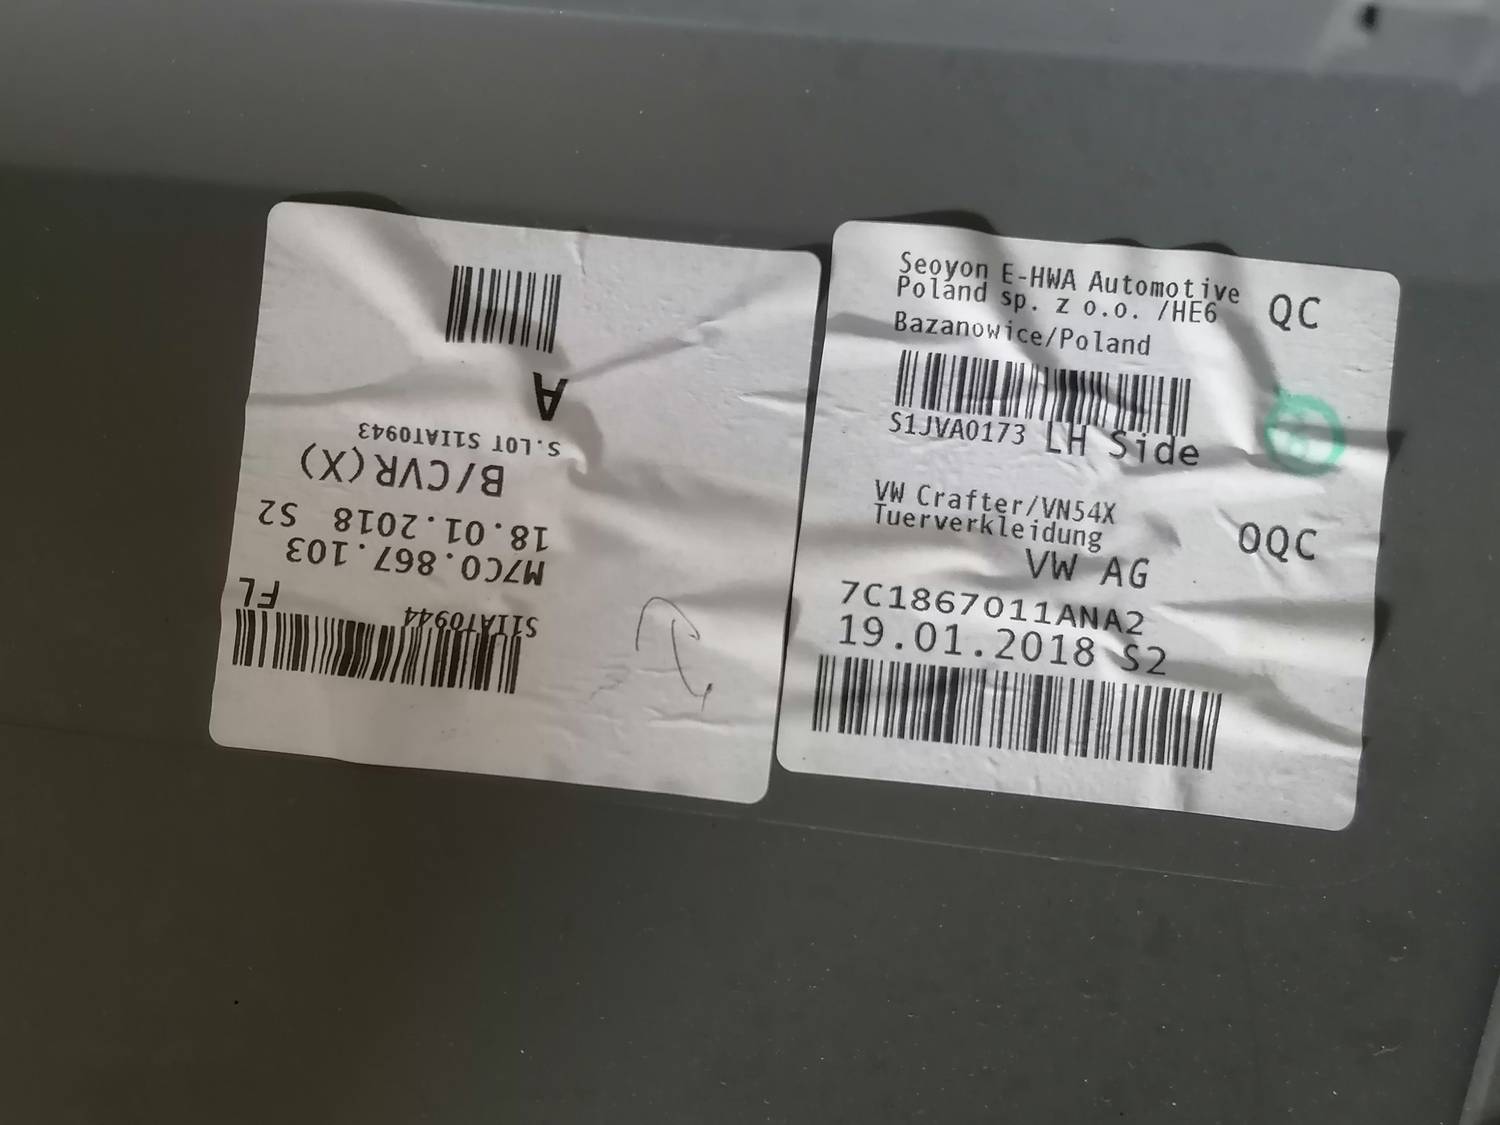 A
S.LOT S1IAT0943
B/CVR(X)
18.01.2018 S2
M7C0.867.103
FL
S1IAT0944
Seoyon E-HWA Automotive
Poland sp. z o.o. /HE6
QC
Bazanowice/Poland
S1JVA0173 LH Side
VW Crafter/VN54X
Tuerverkleidung
OQC
VW AG
7C1867011ANA2
19.01.2018 S2